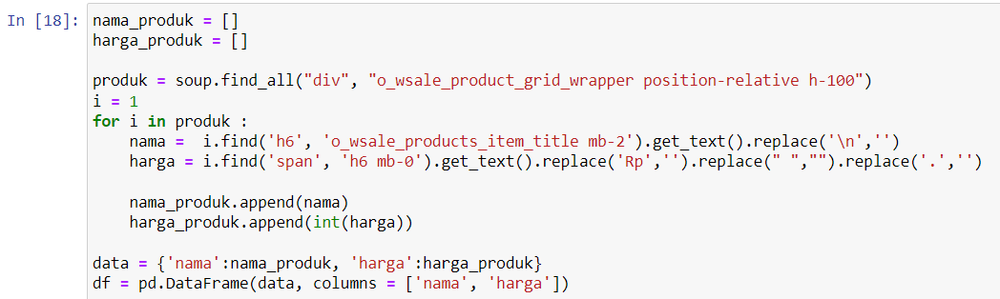 In [18]: nama_produk = []
harga_produk = []
produk = soup.find_all("div", "o_wsale_product_grid_wrapper position-relative h-100")
i = 1
for i in produk :
    nama =  i.find('h6', 'o_wsale_products_item_title mb-2').get_text().replace('\n','')
    harga = i.find('span', 'h6 mb-0').get_text().replace('Rp','').replace(" ","").replace('.','')
    nama_produk.append(nama)
    harga_produk.append(int(harga))
data = {'nama':nama_produk, 'harga':harga_produk}
df = pd.DataFrame(data, columns = ['nama', 'harga'])